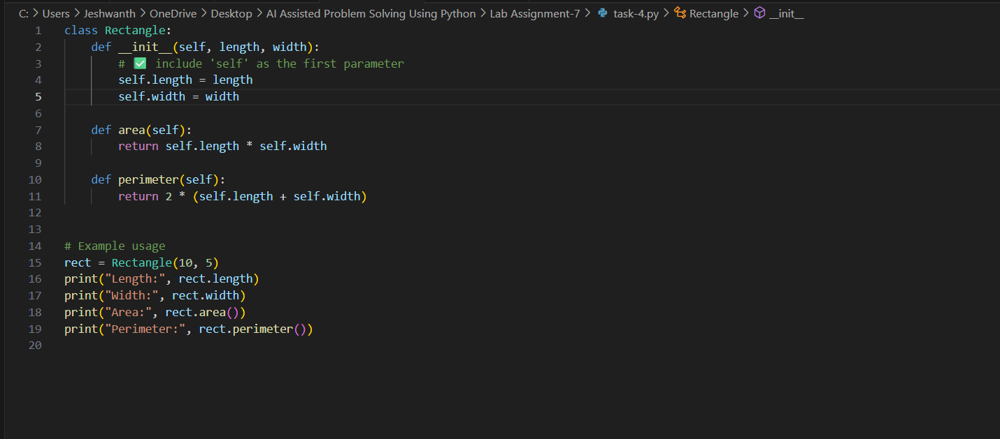 C: > Users > Jeshwanth > OneDrive > Desktop > AI Assisted Problem Solving Using Python > Lab Assignment-7 > task-4.py > Rectangle > __init__
1 class Rectangle:
2     def __init__(self, length, width):
3         # ✅ include 'self' as the first parameter
4         self.length = length
5         self.width = width
6
7     def area(self):
8         return self.length * self.width
9
10     def perimeter(self):
11         return 2 * (self.length + self.width)
12
13
14 # Example usage
15 rect = Rectangle(10, 5)
16 print("Length:", rect.length)
17 print("Width:", rect.width)
18 print("Area:", rect.area())
19 print("Perimeter:", rect.perimeter())
20